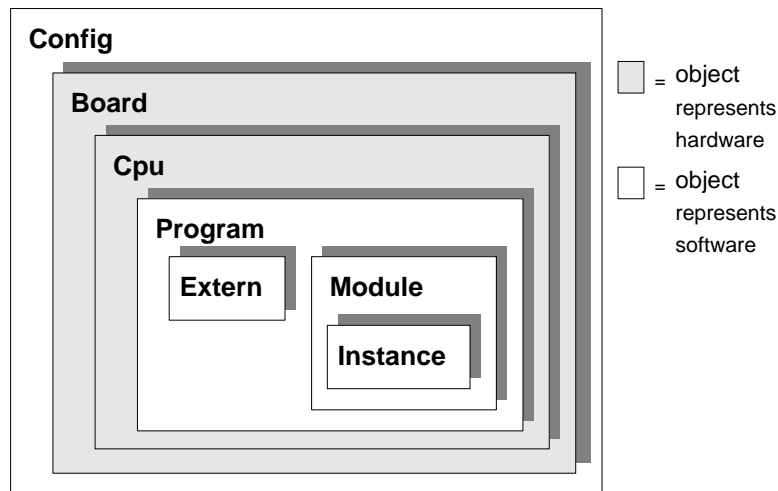 Config
Board
Cpu
Program
Extern
Module
Instance
= object
represents
hardware
= object
represents
software